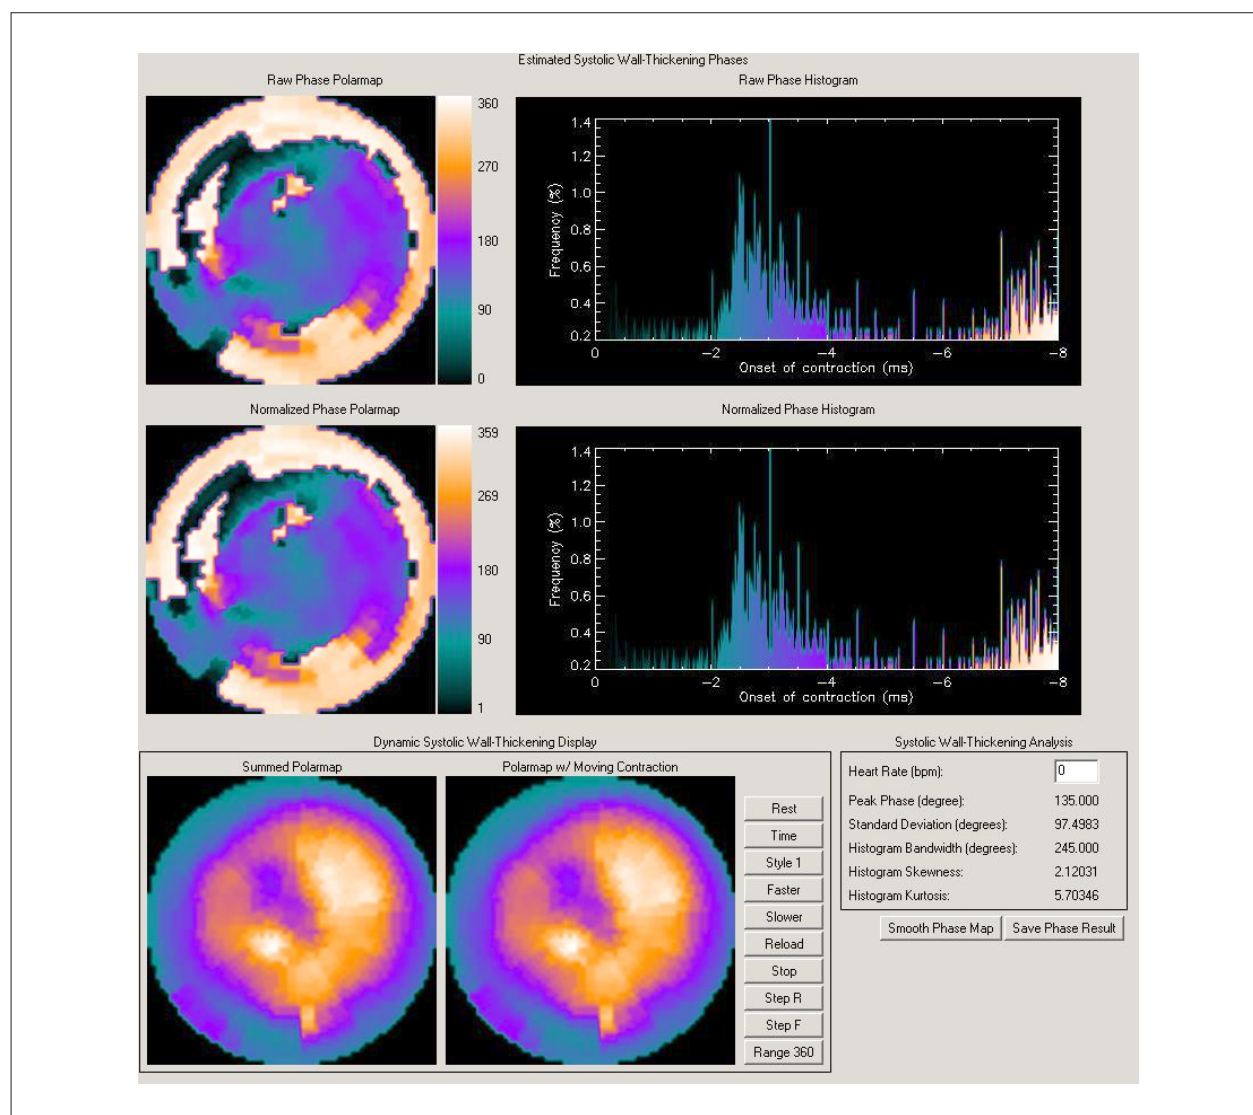 Estimated Systolic Wall-Thickening Phases
Raw Phase Polarmap
360
270
180
90
0
Raw Phase Histogram
Frequency (%)
1.4
1.2
1.0
0.8
0.6
0.4
0.2
0 -2 -4 -6 -8
Onset of contraction (ms)
Normalized Phase Polarmap
359
269
180
90
1
Normalized Phase Histogram
Frequency (%)
1.4
1.2
1.0
0.8
0.6
0.4
0.2
0 -2 -4 -6 -8
Onset of contraction (ms)
Dynamic Systolic Wall-Thickening Display
Summed Polarmap
Polarmap w/ Moving Contraction
Rest
Time
Style 1
Faster
Slower
Reload
Stop
Step R
Step F
Range 360
Systolic Wall-Thickening Analysis
Heart Rate (bpm): 0
Peak Phase (degree): 135.000
Standard Deviation (degrees): 97.4983
Histogram Bandwidth (degrees): 245.000
Histogram Skewness: 2.12031
Histogram Kurtosis: 5.70346
Smooth Phase Map
Save Phase Result